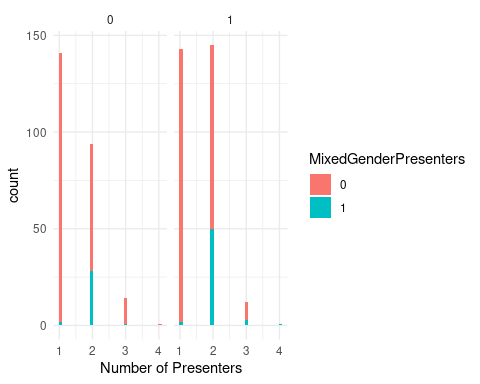 0 1
150
100
50
0
count
1 2 3 4 1 2 3 4
Number of Presenters
MixedGenderPresenters
0
1